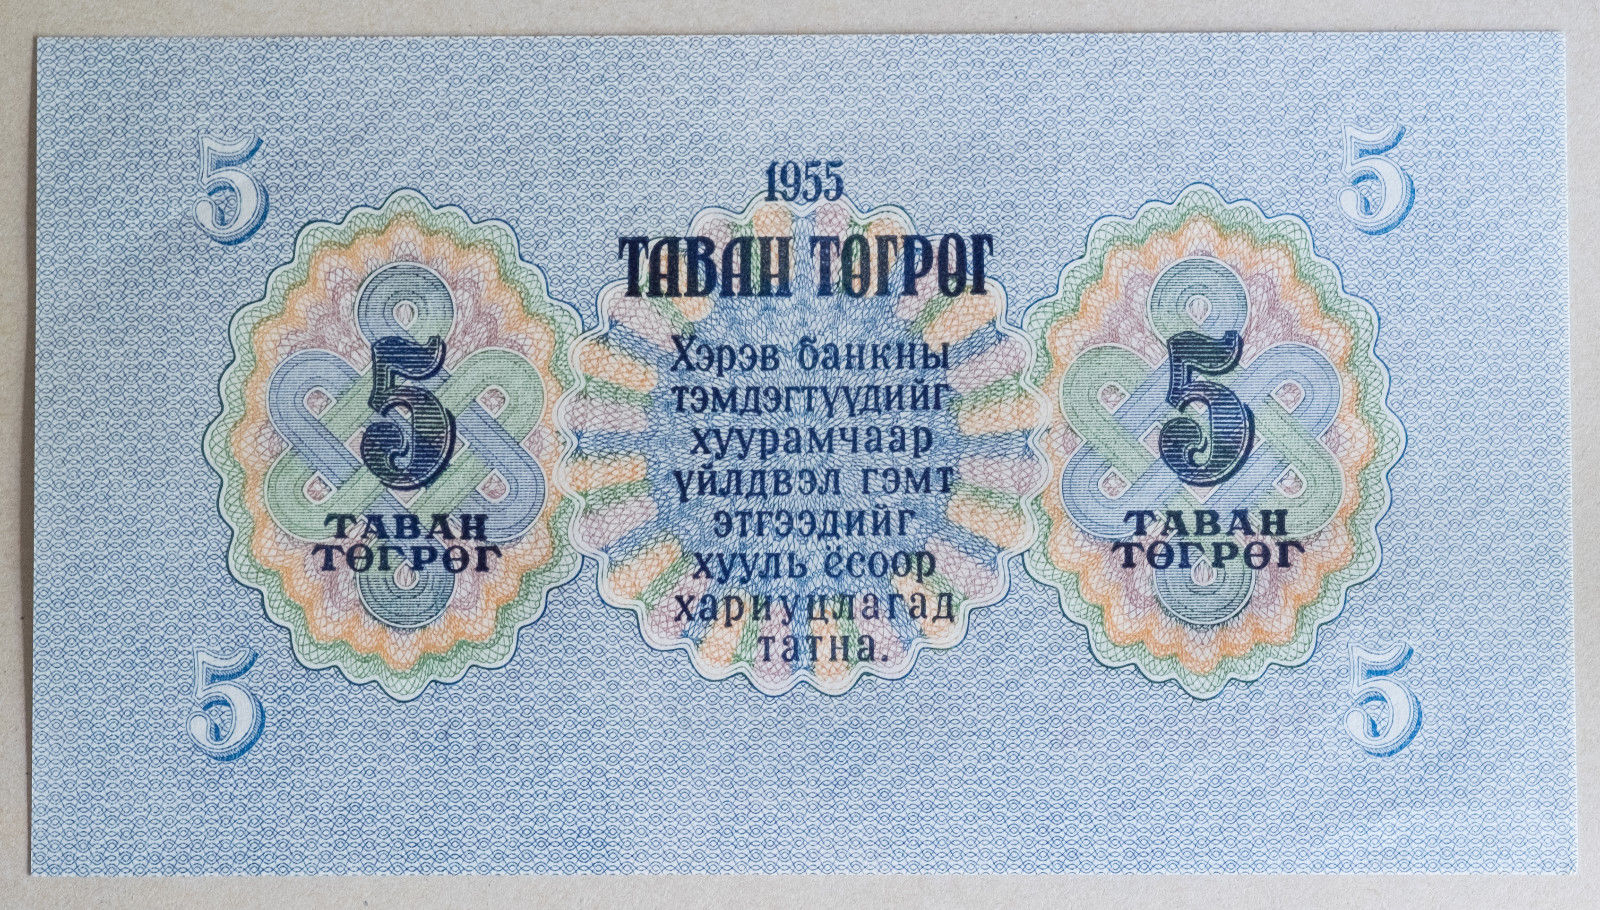 5
5
1955
ТАВАН ТӨГРӨГ
Хэрэв банкны
тэмдэгтүүдийг
хуурамчаар
үйлдвэл гэмт
этгээдийг
хууль ёсоор
хариуцлагад
татна.
5
ТАВАН
ТӨГРӨГ
5
ТАВАН
ТӨГРӨГ
5
5